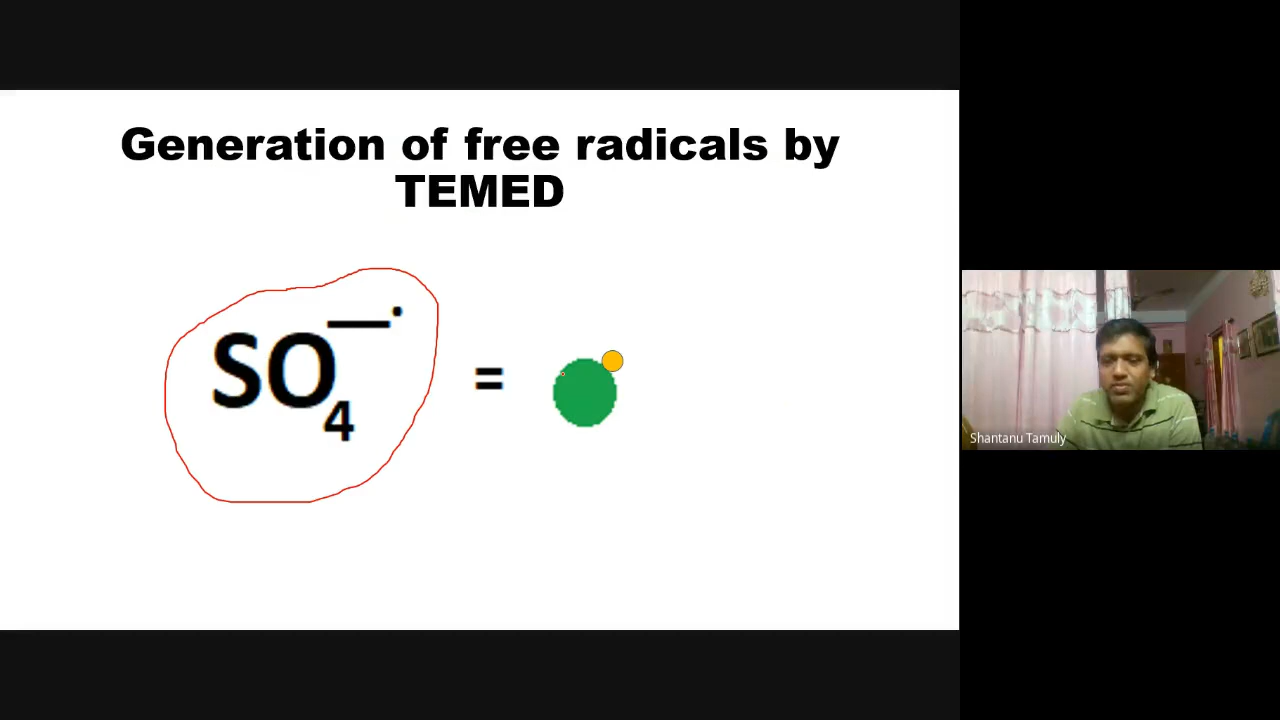 Generation of free radicals by
TEMED
SO₄⁻˙ =
Shantanu Tamuly